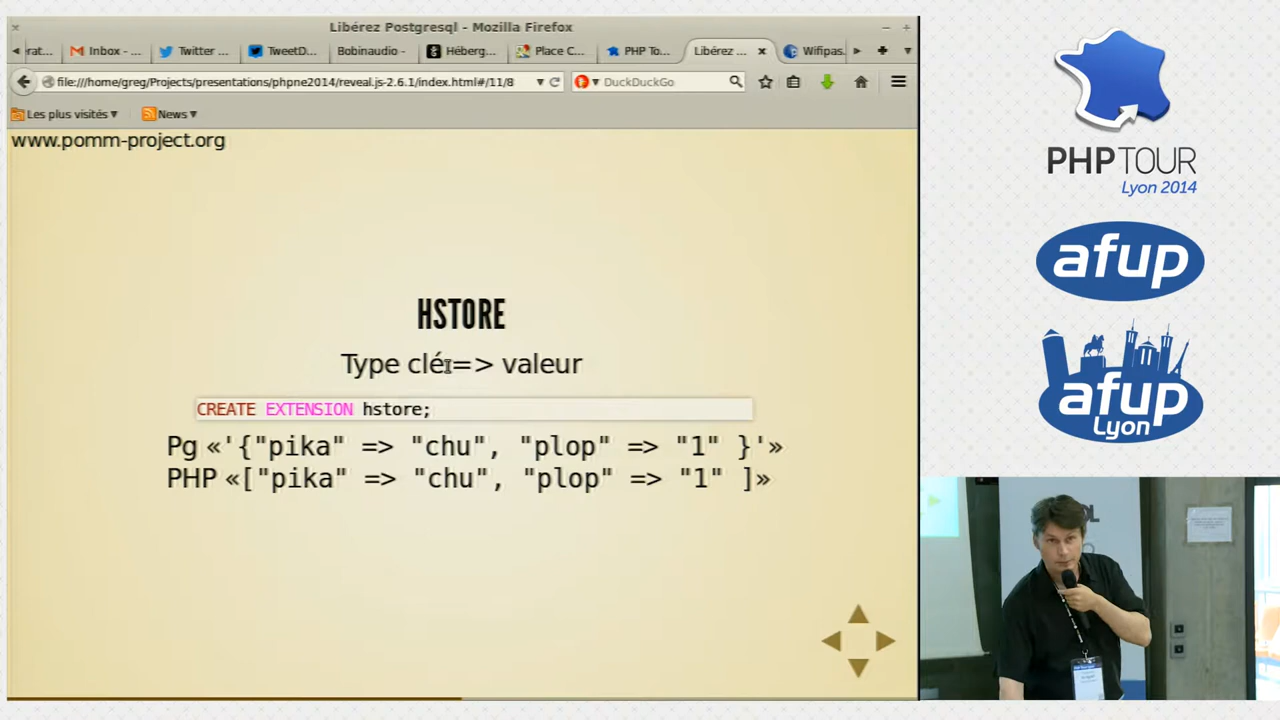 Libérez Postgresql - Mozilla Firefox
erat... Inbox - ... Twitter ... TweetD... Bobinaudio - Héberg... Place C... PHP To... Libérez ... Wifipas.
file:///home/greg/Projects/presentations/phpne2014/reveal.js-2.6.1/index.html#/11/8 DuckDuckGo
Les plus visités News
www.pomm-project.org
HSTORE
Type clé => valeur
CREATE EXTENSION hstore;
Pg «'{"pika" => "chu", "plop" => "1" }'»
PHP «["pika" => "chu", "plop" => "1" ]»
PHP TOUR
Lyon 2014
afup
afup
Lyon